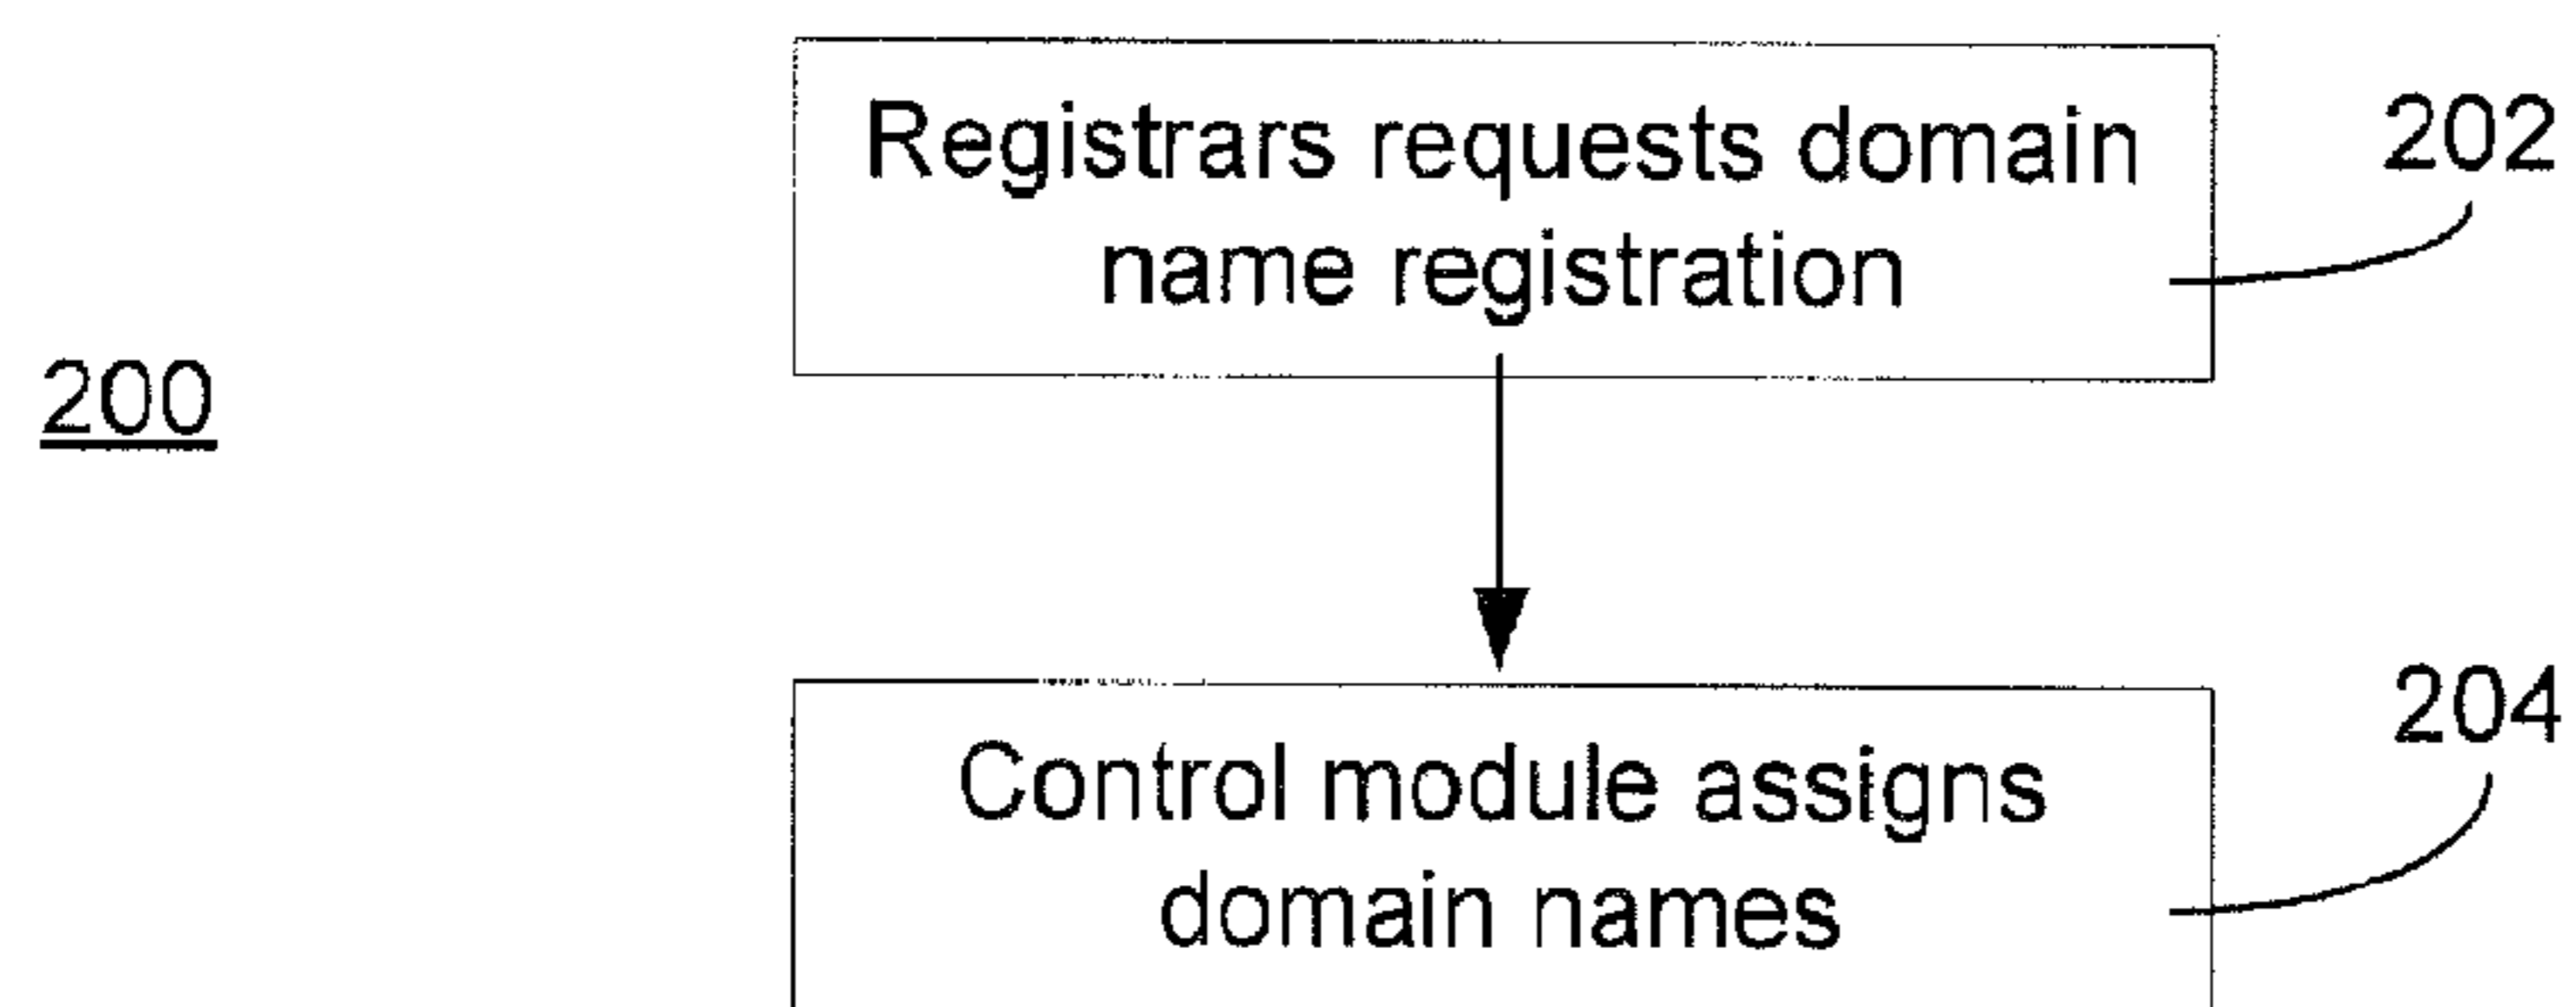 Registrars requests domain
name registration
202
200
Control module assigns
domain names
204